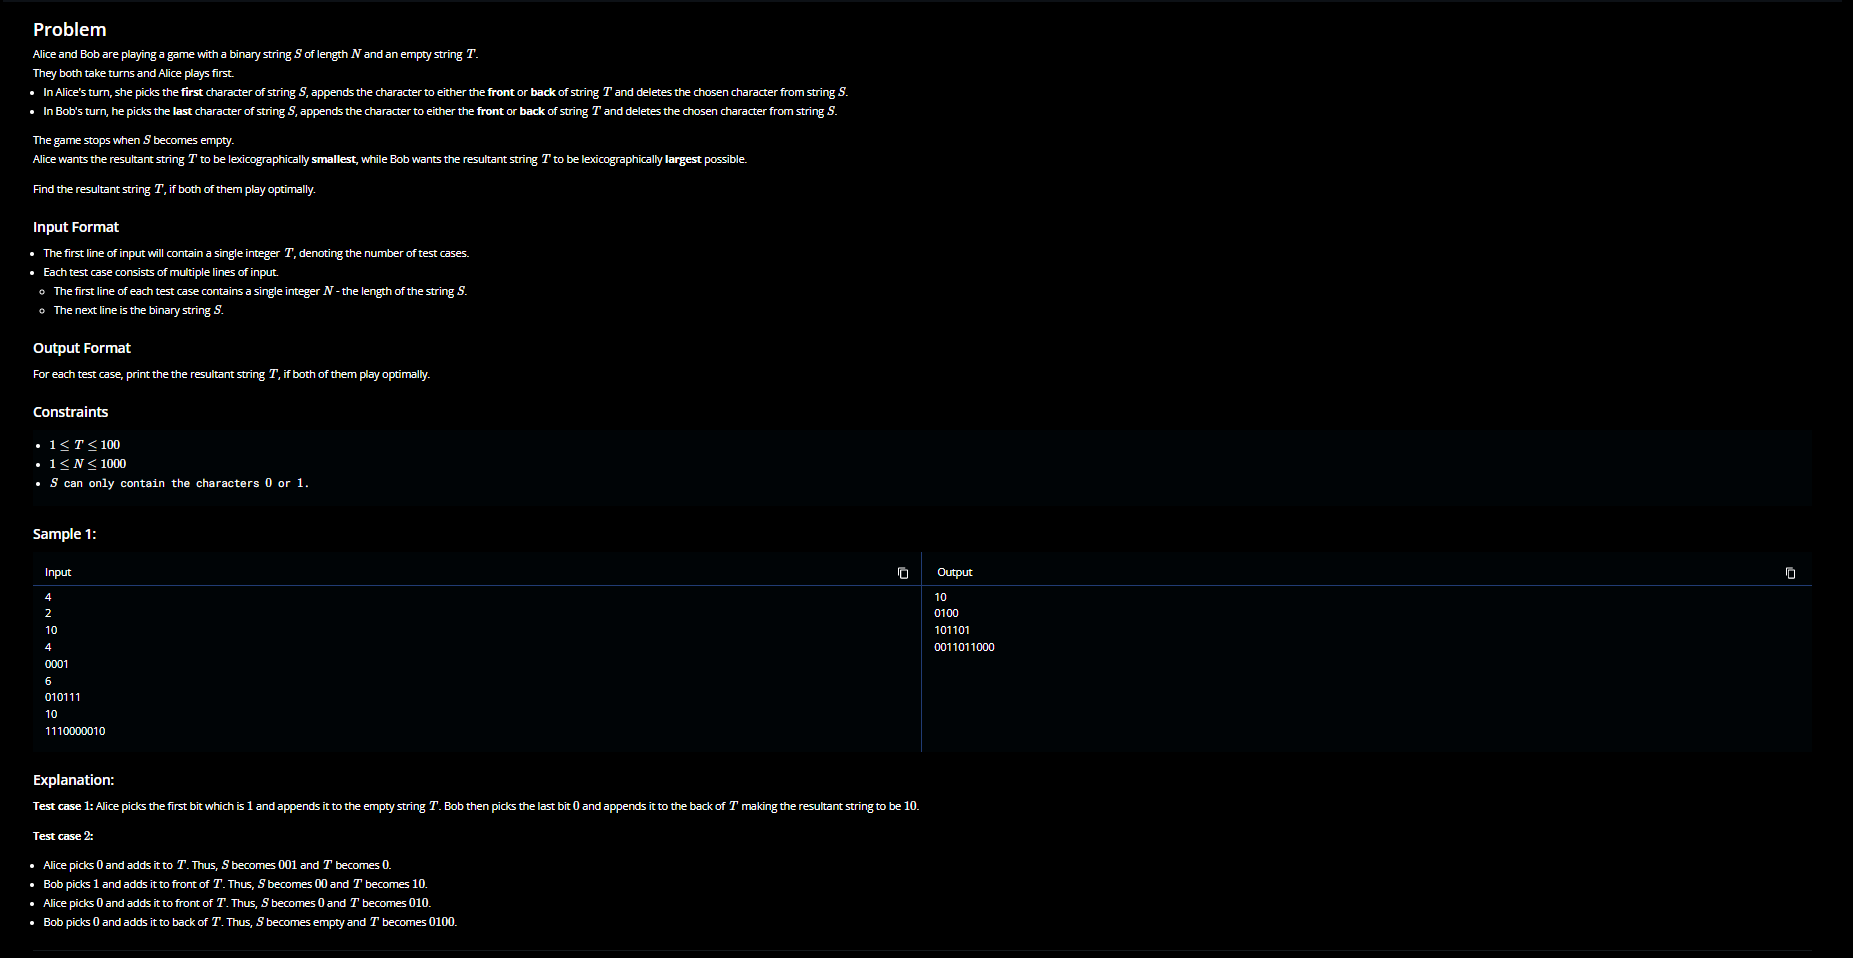 Problem
Alice and Bob are playing a game with a binary string S of length N and an empty string T.
They both take turns and Alice plays first.
• In Alice's turn, she picks the first character of string S, appends the character to either the front or back of string T and deletes the chosen character from string S.
• In Bob's turn, he picks the last character of string S, appends the character to either the front or back of string T and deletes the chosen character from string S.
The game stops when S becomes empty.
Alice wants the resultant string T to be lexicographically smallest, while Bob wants the resultant string T to be lexicographically largest possible.
Find the resultant string T, if both of them play optimally.
Input Format
• The first line of input will contain a single integer T, denoting the number of test cases.
• Each test case consists of multiple lines of input.
◦ The first line of each test case contains a single integer N - the length of the string S.
◦ The next line is the binary string S.
Output Format
For each test case, print the the resultant string T, if both of them play optimally.
Constraints
• 1 ≤ T ≤ 100
• 1 ≤ N ≤ 1000
• S can only contain the characters 0 or 1.
Sample 1:
Input
4
2
10
4
0001
6
010111
10
1110000010
Output
10
0100
101101
0011011000
Explanation:
Test case 1: Alice picks the first bit which is 1 and appends it to the empty string T. Bob then picks the last bit 0 and appends it to the back of T making the resultant string to be 10.
Test case 2:
• Alice picks 0 and adds it to T. Thus, S becomes 001 and T becomes 0.
• Bob picks 1 and adds it to front of T. Thus, S becomes 00 and T becomes 10.
• Alice picks 0 and adds it to front of T. Thus, S becomes 0 and T becomes 010.
• Bob picks 0 and adds it to back of T. Thus, S becomes empty and T becomes 0100.